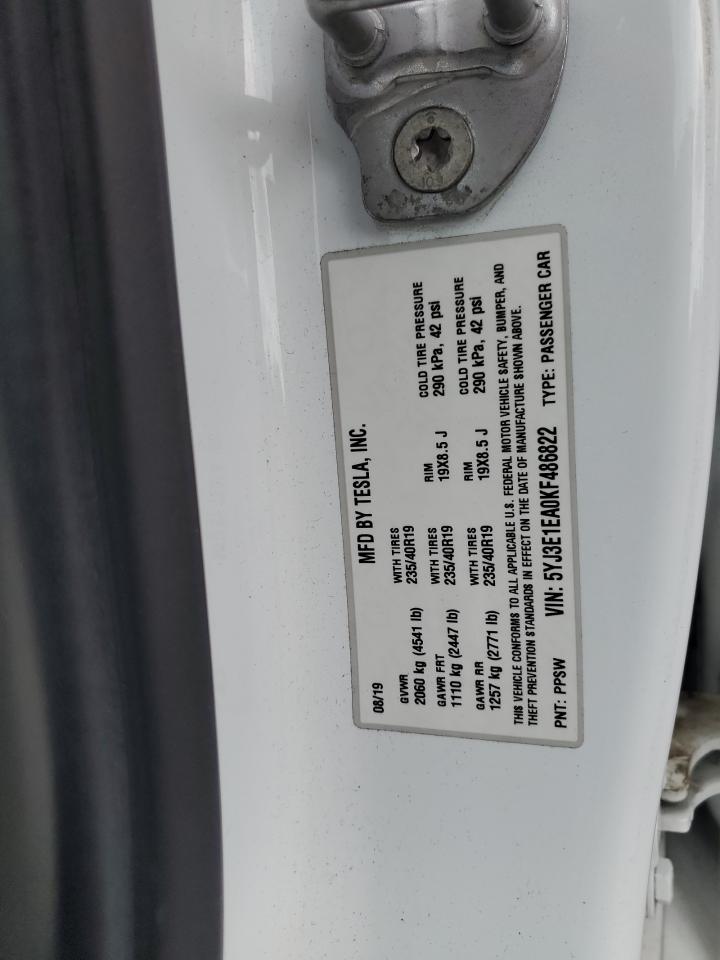 MFD BY TESLA, INC.
08/19
GVWR WITH TIRES
2060 kg (4541 lb) 235/40R19
GAWR FRT WITH TIRES RIM COLD TIRE PRESSURE
1110 kg (2447 lb) 235/40R19 19X8.5 J 290 kPa, 42 psi
GAWR RR WITH TIRES RIM COLD TIRE PRESSURE
1257 kg (2771 lb) 235/40R19 19X8.5 J 290 kPa, 42 psi
THIS VEHICLE CONFORMS TO ALL APPLICABLE U.S. FEDERAL MOTOR VEHICLE SAFETY, BUMPER, AND
THEFT PREVENTION STANDARDS IN EFFECT ON THE DATE OF MANUFACTURE SHOWN ABOVE.
PNT: PPSW VIN: 5YJ3E1EA0KF486822 TYPE: PASSENGER CAR